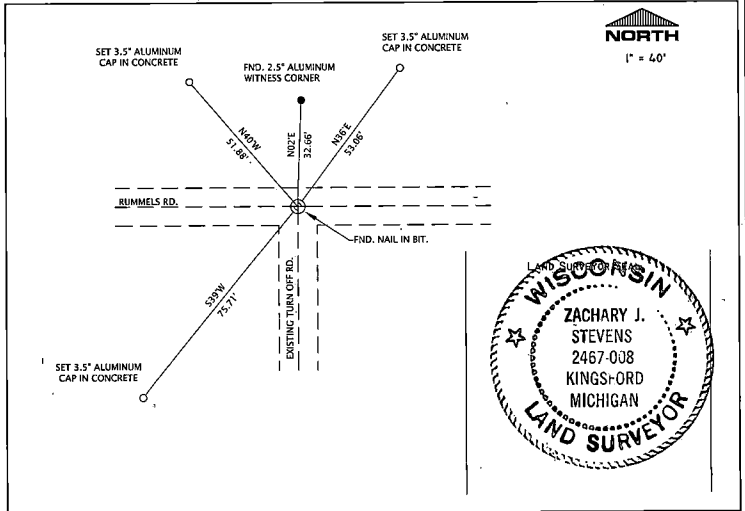 SET 3.5" ALUMINUM
CAP IN CONCRETE
FND. 2.5" ALUMINUM
WITNESS CORNER
SET 3.5" ALUMINUM
CAP IN CONCRETE
NORTH
1" = 40'
N40°W
51.88'
N02°E
32.66'
N36°E
53.06'
RUMMELS RD.
FND. NAIL IN BIT.
S39°W
75.71'
EXISTING TURN OFF RD.
SET 3.5" ALUMINUM
CAP IN CONCRETE
LAND SURVEYOR SEAL
WISCONSIN
ZACHARY J.
STEVENS
2467-008
KINGSFORD
MICHIGAN
LAND SURVEYOR